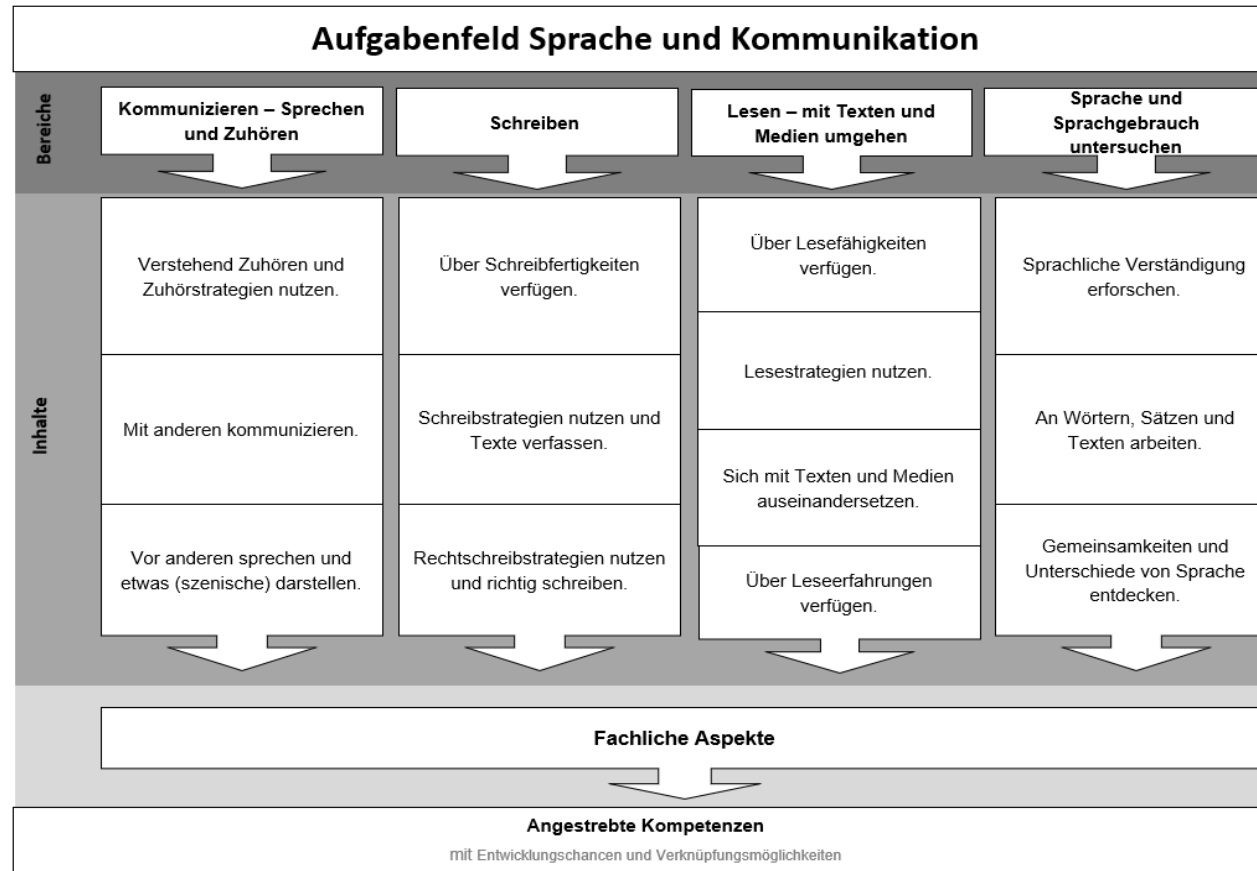 Aufgabenfeld Sprache und Kommunikation
Bereiche
Kommunizieren – Sprechen
und Zuhören
Schreiben
Lesen – mit Texten und
Medien umgehen
Sprache und
Sprachgebrauch
untersuchen
Inhalte
Verstehend Zuhören und
Zuhörstrategien nutzen.
Mit anderen kommunizieren.
Vor anderen sprechen und
etwas (szenische) darstellen.
Über Schreibfertigkeiten
verfügen.
Schreibstrategien nutzen und
Texte verfassen.
Rechtschreibstrategien nutzen
und richtig schreiben.
Über Lesefähigkeiten
verfügen.
Lesestrategien nutzen.
Sich mit Texten und Medien
auseinandersetzen.
Über Leseerfahrungen
verfügen.
Sprachliche Verständigung
erforschen.
An Wörtern, Sätzen und
Texten arbeiten.
Gemeinsamkeiten und
Unterschiede von Sprache
entdecken.
Fachliche Aspekte
Angestrebte Kompetenzen
mit Entwicklungschancen und Verknüpfungsmöglichkeiten